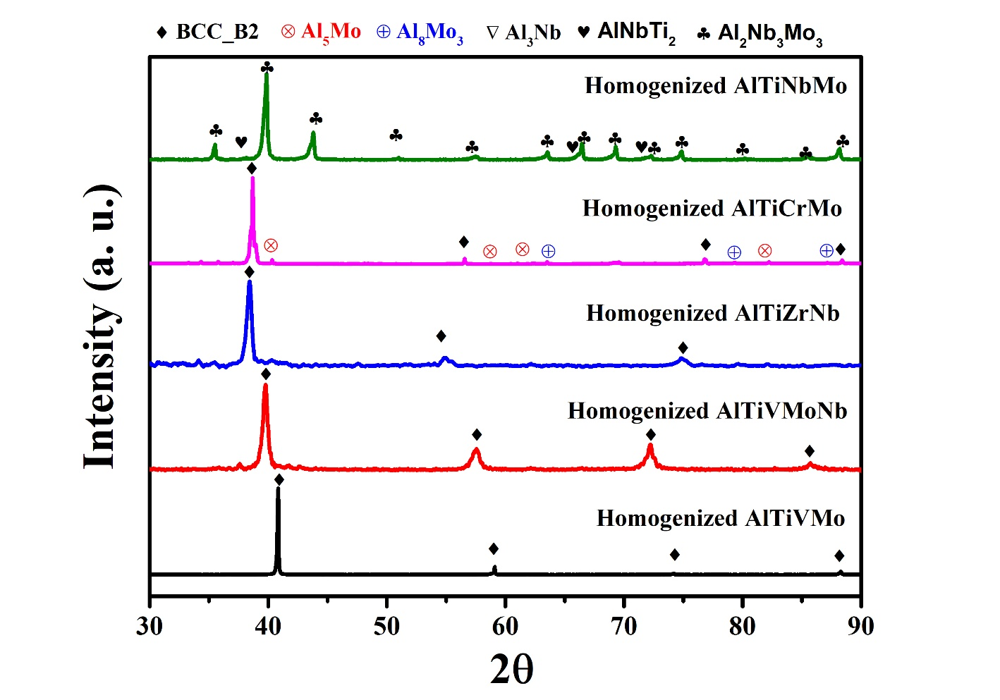 ♦ BCC_B2 ⊗ Al₅Mo ⊕ Al₈Mo₃ ▽ Al₃Nb ♥ AlNbTi₂ ♣ Al₂Nb₃Mo₃
Homogenized AlTiNbMo
Homogenized AlTiCrMo
Homogenized AlTiZrNb
Homogenized AlTiVMoNb
Homogenized AlTiVMo
Intensity (a. u.)
30 40 50 60 70 80 90
2θ